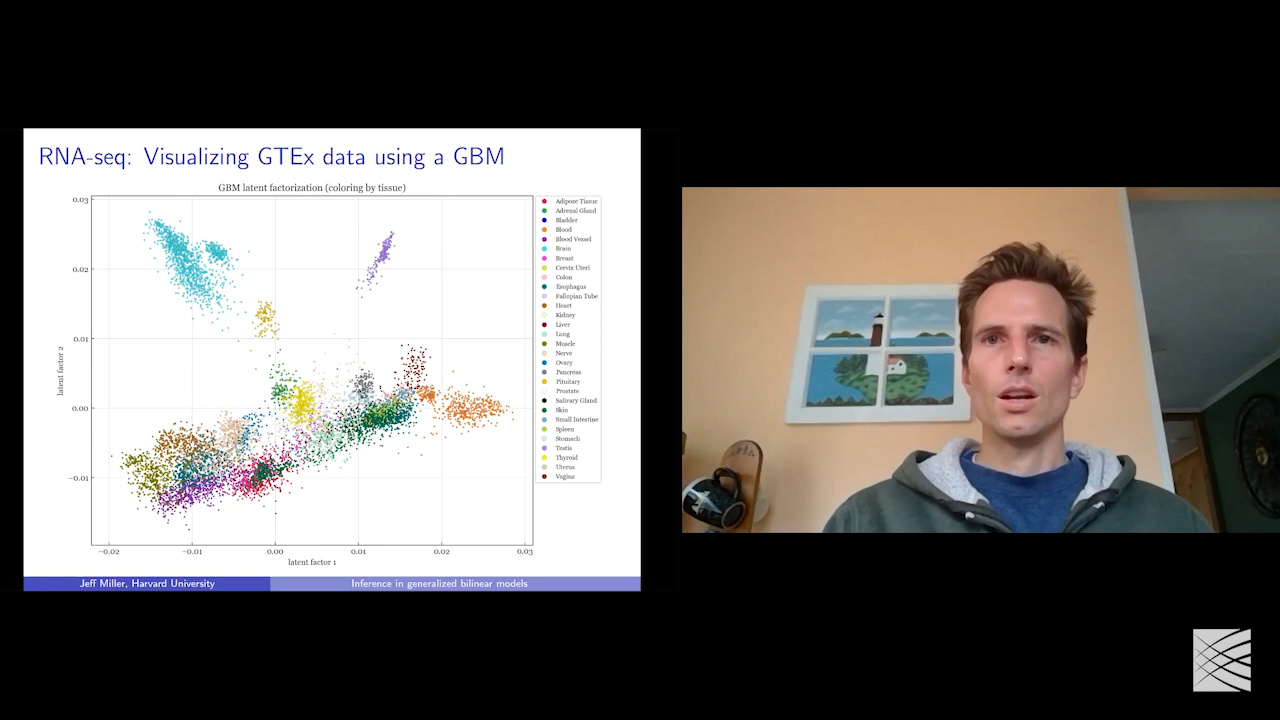 RNA-seq: Visualizing GTEx data using a GBM
GBM latent factorization (coloring by tissue)
0.03
0.02
0.01
0.00
−0.01
latent factor 2
−0.02
−0.01
0.00
0.01
0.02
0.03
latent factor 1
Adipose Tissue
Adrenal Gland
Bladder
Blood
Blood Vessel
Brain
Breast
Cervix Uteri
Colon
Esophagus
Fallopian Tube
Heart
Kidney
Liver
Lung
Muscle
Nerve
Ovary
Pancreas
Pituitary
Prostate
Salivary Gland
Skin
Small Intestine
Spleen
Stomach
Testis
Thyroid
Uterus
Vagina
Jeff Miller, Harvard University
Inference in generalized bilinear models